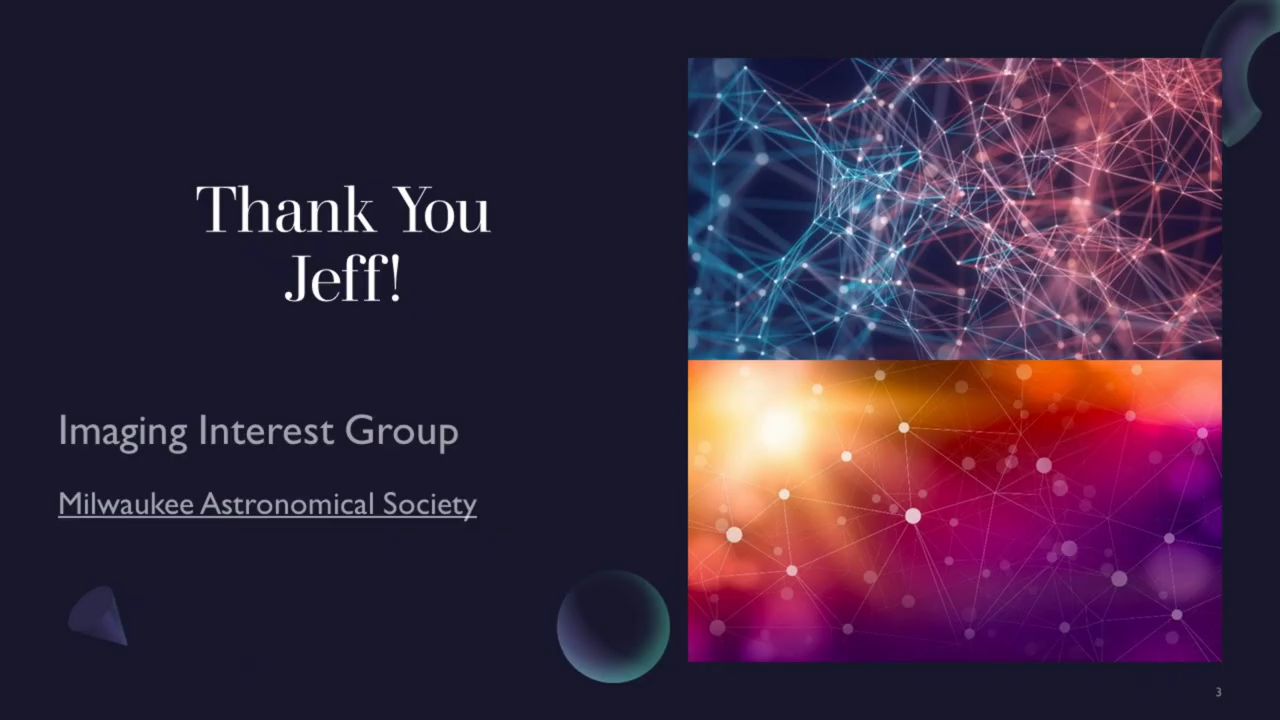 Thank You
Jeff!
Imaging Interest Group
Milwaukee Astronomical Society
3